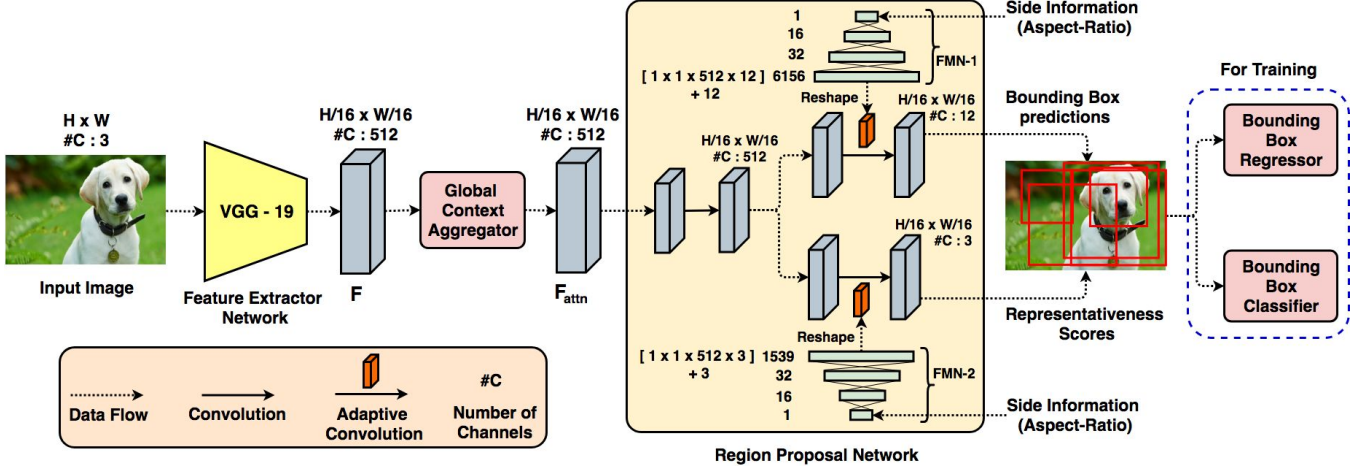 H x W
#C : 3
Input Image
VGG - 19
Feature Extractor
Network
H/16 x W/16
#C : 512
F
Global
Context
Aggregator
H/16 x W/16
#C : 512
Fattn
1
16
32
[ 1 x 1 x 512 x 12 ] 6156
+ 12
FMN-1
Reshape
H/16 x W/16
#C : 512
H/16 x W/16
#C : 12
H/16 x W/16
#C : 3
Reshape
[ 1 x 1 x 512 x 3 ] 1539
+ 3
32
16
1
FMN-2
Region Proposal Network
Side Information
(Aspect-Ratio)
Bounding Box
predictions
Representativeness
Scores
Side Information
(Aspect-Ratio)
For Training
Bounding
Box
Regressor
Bounding
Box
Classifier
Data Flow
Convolution
Adaptive
Convolution
#C
Number of
Channels